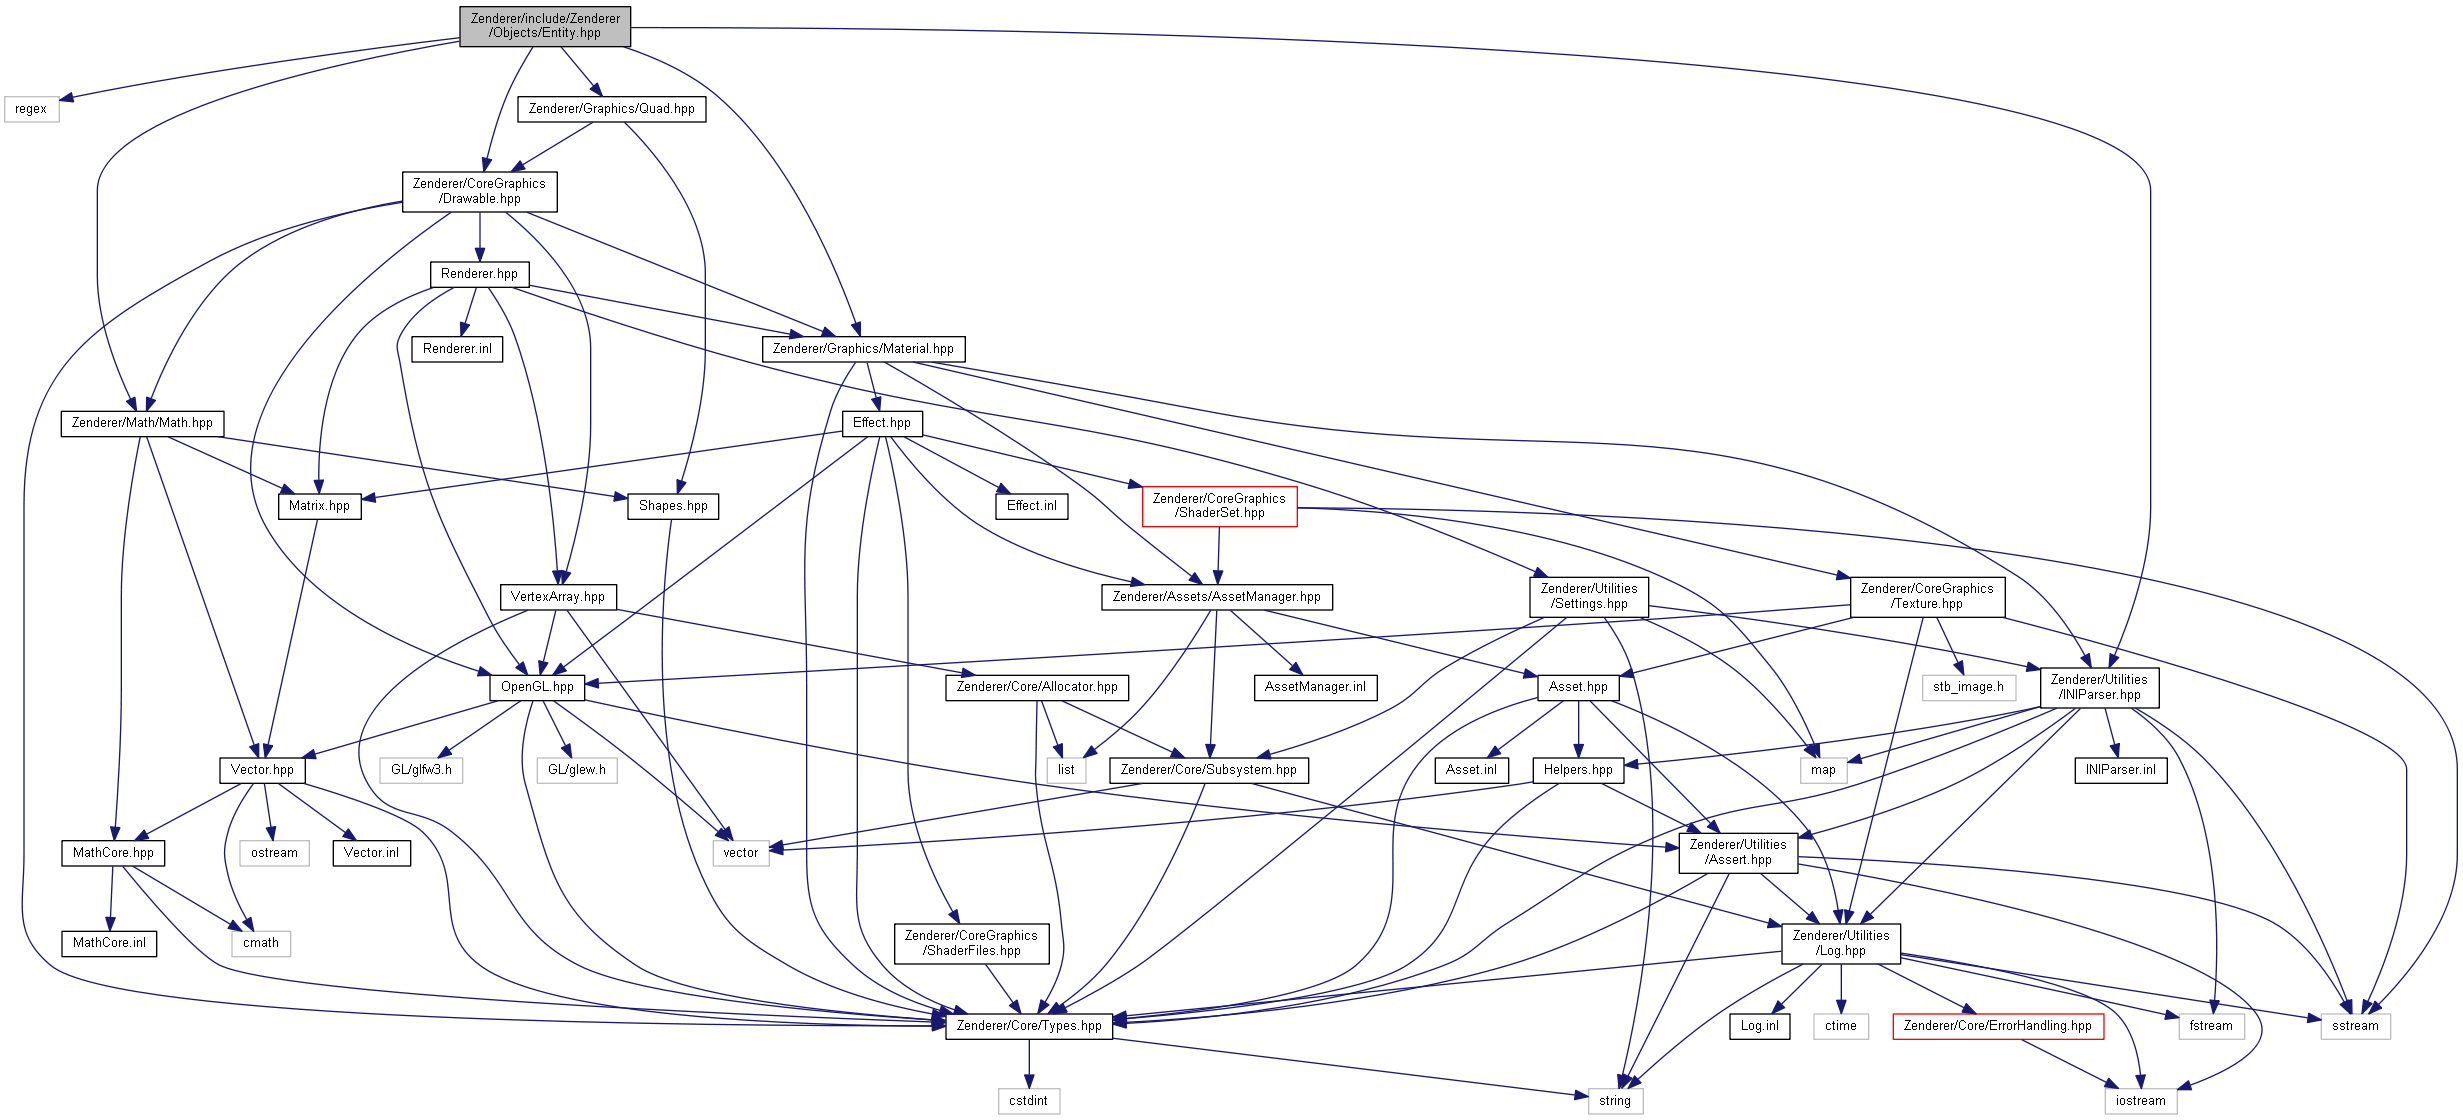 Zenderer/include/Zenderer
/Objects/Entity.hpp
regex
Zenderer/Graphics/Quad.hpp
Zenderer/CoreGraphics
/Drawable.hpp
Renderer.hpp
Renderer.inl
Zenderer/Graphics/Material.hpp
Zenderer/Math/Math.hpp
Effect.hpp
Matrix.hpp
Shapes.hpp
Effect.inl
Zenderer/CoreGraphics
/ShaderSet.hpp
VertexArray.hpp
Zenderer/Assets/AssetManager.hpp
Zenderer/Utilities
/Settings.hpp
Zenderer/CoreGraphics
/Texture.hpp
OpenGL.hpp
Zenderer/Core/Allocator.hpp
AssetManager.inl
Asset.hpp
stb_image.h
Zenderer/Utilities
/INIParser.hpp
Vector.hpp
GL/glfw3.h
GL/glew.h
list
Zenderer/Core/Subsystem.hpp
Asset.inl
Helpers.hpp
map
INIParser.inl
MathCore.hpp
ostream
Vector.inl
vector
Zenderer/Utilities
/Assert.hpp
MathCore.inl
cmath
Zenderer/CoreGraphics
/ShaderFiles.hpp
Zenderer/Utilities
/Log.hpp
Zenderer/Core/Types.hpp
Log.inl
ctime
Zenderer/Core/ErrorHandling.hpp
fstream
sstream
cstdint
string
iostream